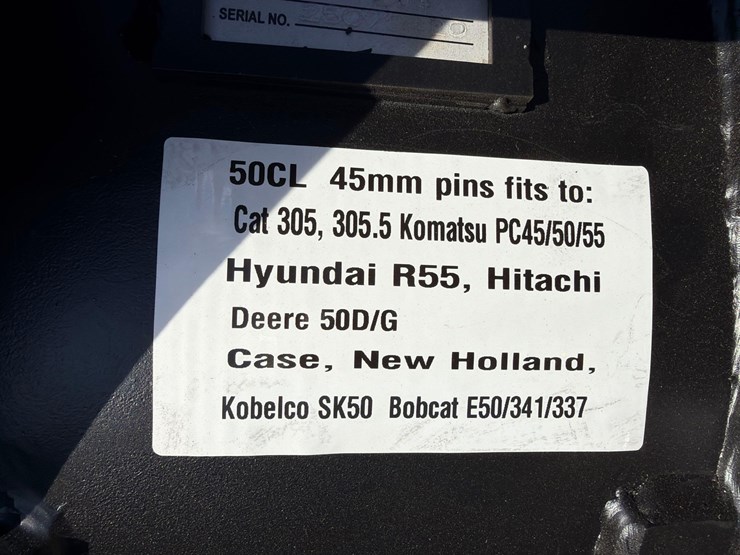 SERIAL NO.
50CL 45mm pins fits to:
Cat 305, 305.5 Komatsu PC45/50/55
Hyundai R55, Hitachi
Deere 50D/G
Case, New Holland,
Kobelco SK50 Bobcat E50/341/337